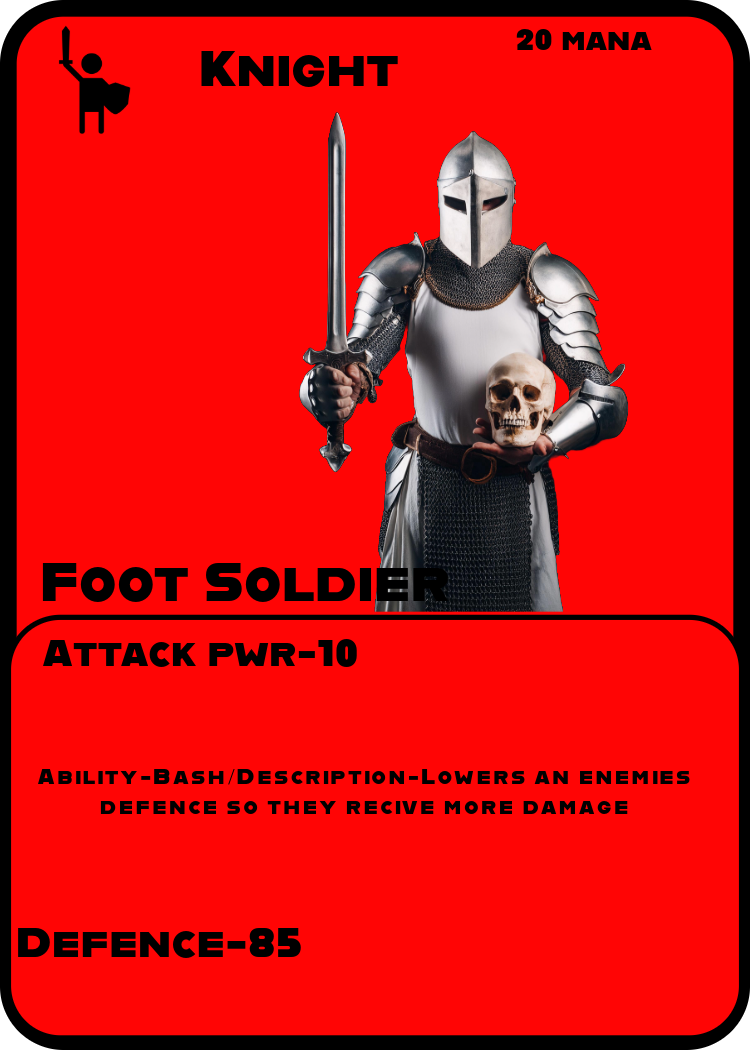 Knight
20 mana
Foot Soldier
Attack pwr-10
Ability-Bash/Description-Lowers an enemies
defence so they recive more damage
Defence-85